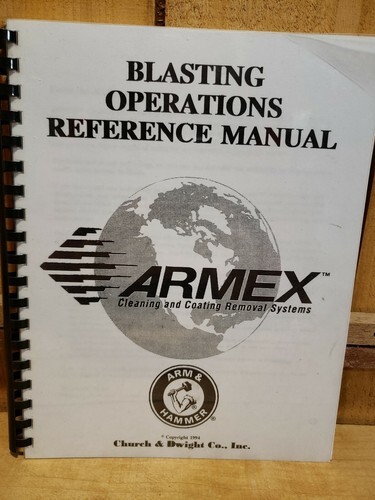 BLASTING
OPERATIONS
REFERENCE MANUAL
ARMEX™
Cleaning and Coating Removal Systems
ARM &
HAMMER®
© Copyright 1994
Church & Dwight Co., Inc.